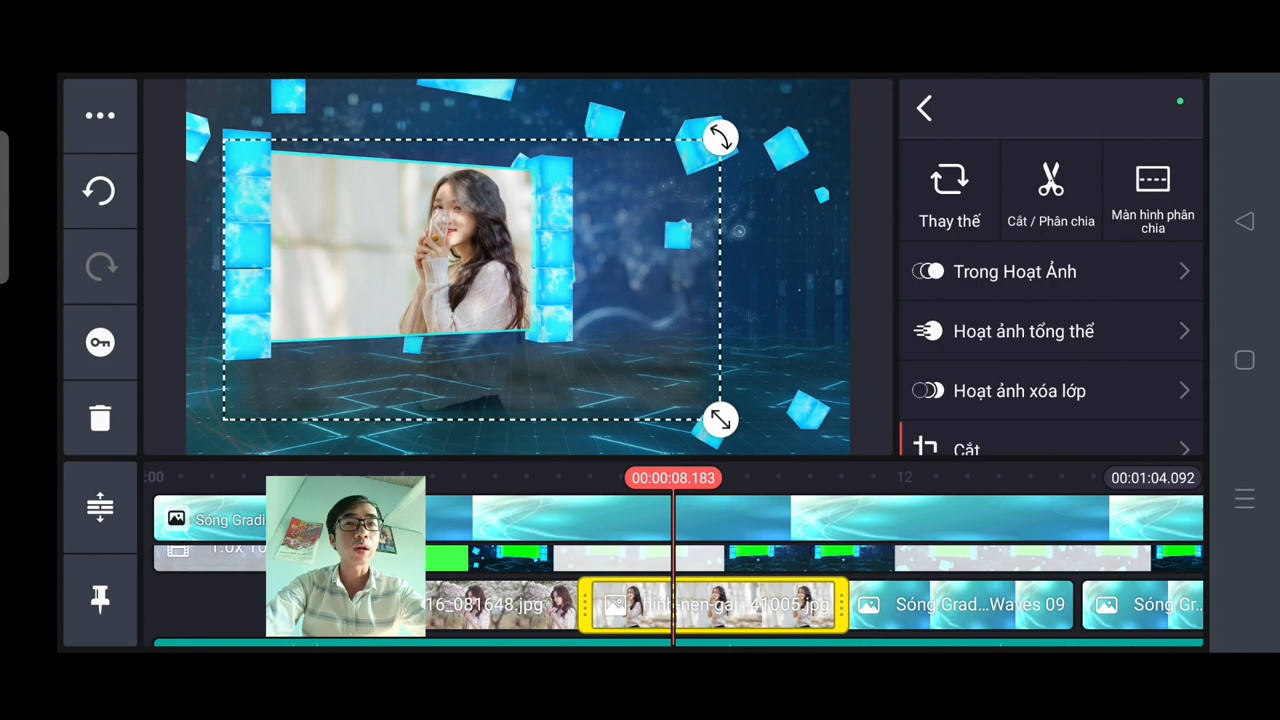 Thay thế
Cắt / Phân chia
Màn hình phân
chia
Trong Hoạt Ảnh
Hoạt ảnh tổng thể
Hoạt ảnh xóa lớp
Cắt
:00
00:00:08.183
12
00:01:04.092
Sóng Gradi
1.0x
16_081648.jpg
hinh-nen-gai...41005.jpg
Sóng Grad...Waves 09
Sóng Gr..